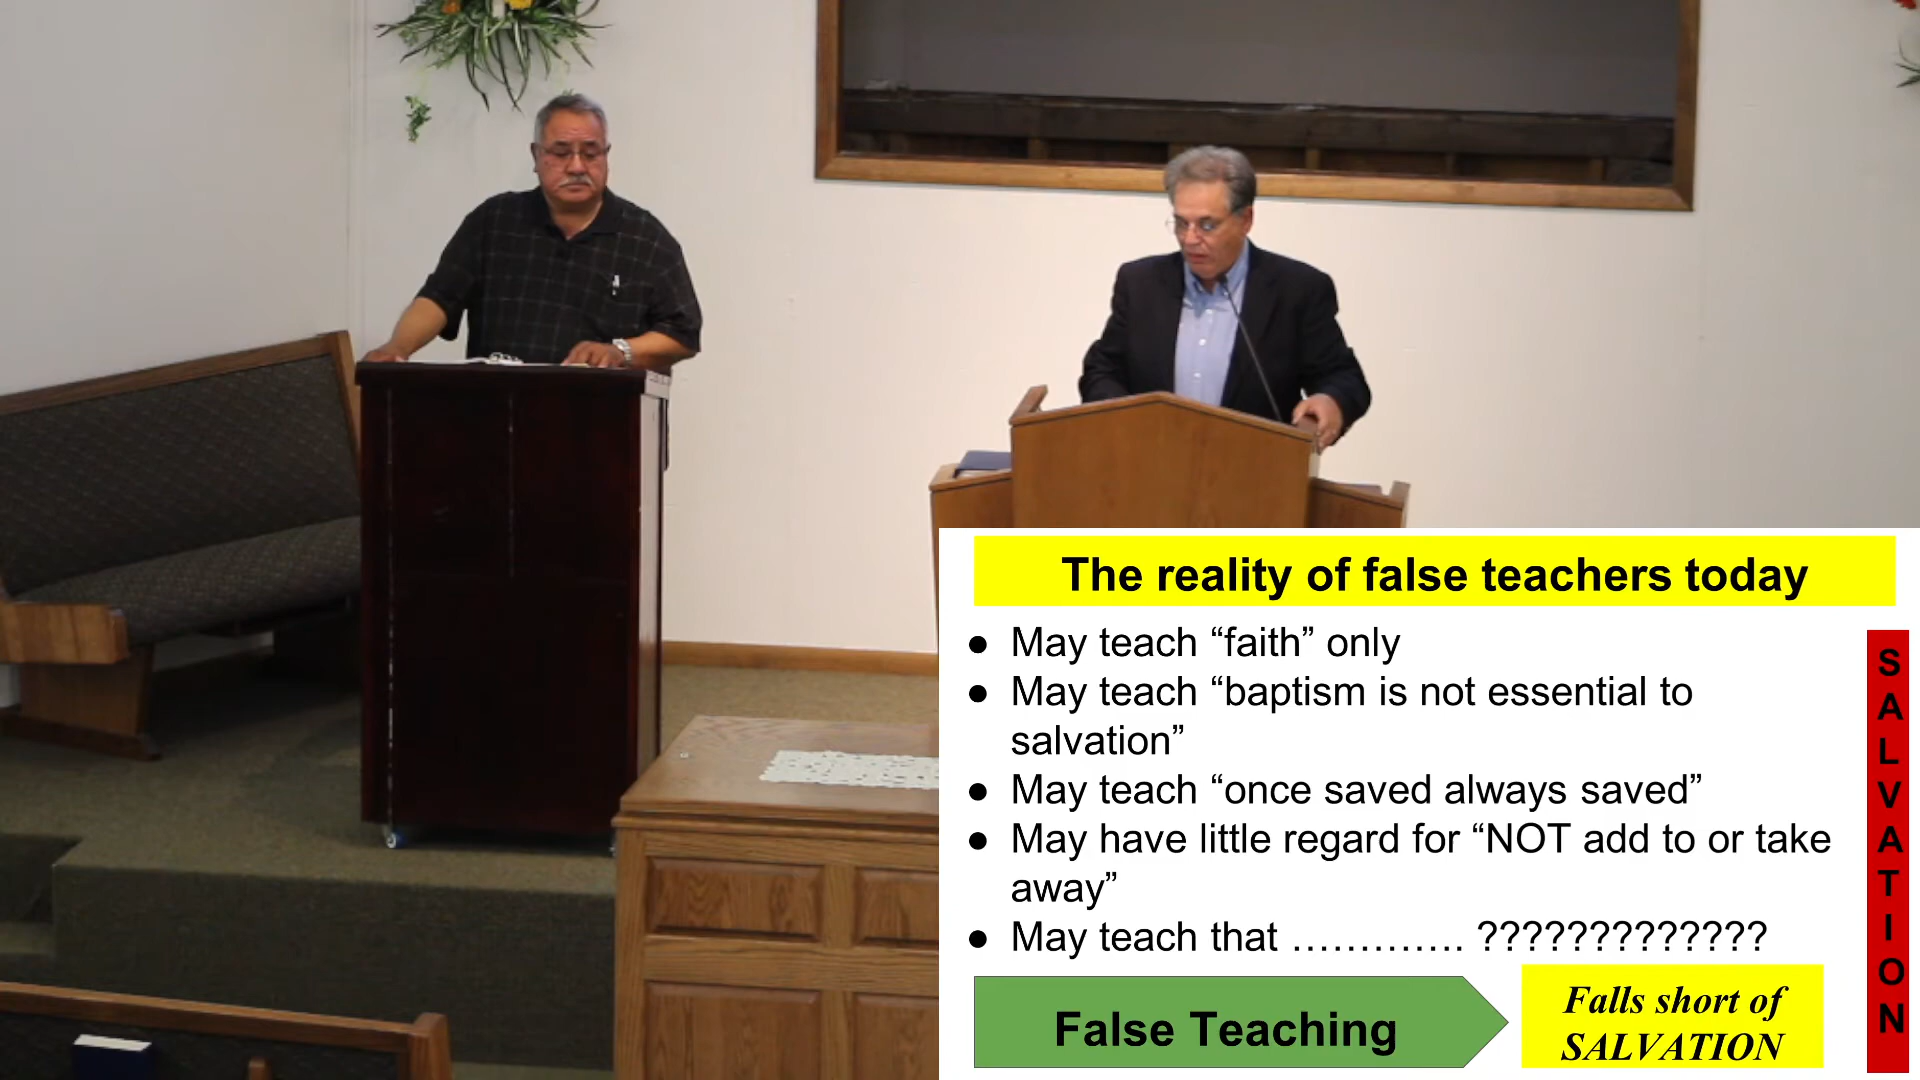 The reality of false teachers today
● May teach “faith” only
● May teach “baptism is not essential to
salvation”
● May teach “once saved always saved”
● May have little regard for “NOT add to or take
away”
● May teach that …………. ?????????????
False Teaching
Falls short of
SALVATION
SALVATION